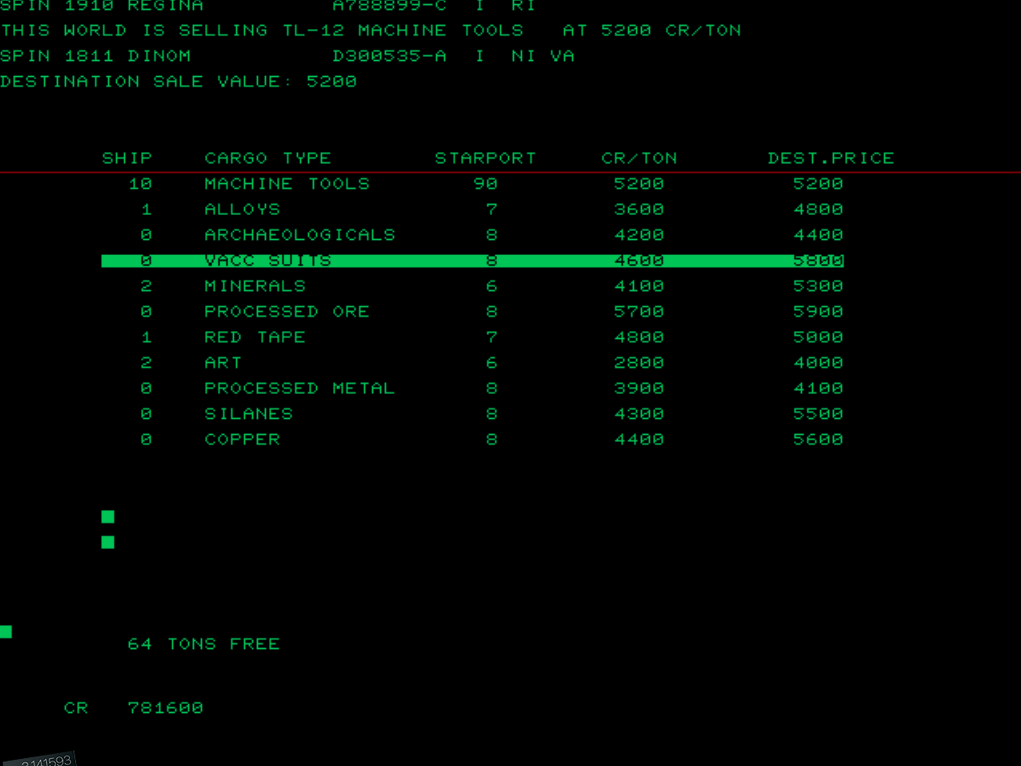 SPIN 1910 REGINA A788899-C I RI
THIS WORLD IS SELLING TL-12 MACHINE TOOLS AT 5200 CR/TON
SPIN 1811 DINOM D300535-A I NI VA
DESTINATION SALE VALUE: 5200
SHIP CARGO TYPE STARPORT CR/TON DEST.PRICE
10 MACHINE TOOLS 90 5200 5200
1 ALLOYS 7 3600 4800
0 ARCHAEOLOGICALS 8 4200 4400
0 VACC SUITS 8 4600 5800
2 MINERALS 6 4100 5300
0 PROCESSED ORE 8 5700 5900
1 RED TAPE 7 4800 5000
2 ART 6 2800 4000
0 PROCESSED METAL 8 3900 4100
0 SILANES 8 4300 5500
0 COPPER 8 4400 5600
64 TONS FREE
CR 781600